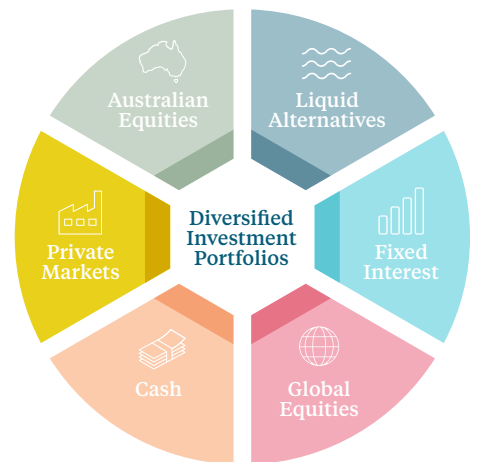 Australian
Equities
Liquid
Alternatives
Diversified
Investment
Portfolios
Private
Markets
Fixed
Interest
Cash
Global
Equities